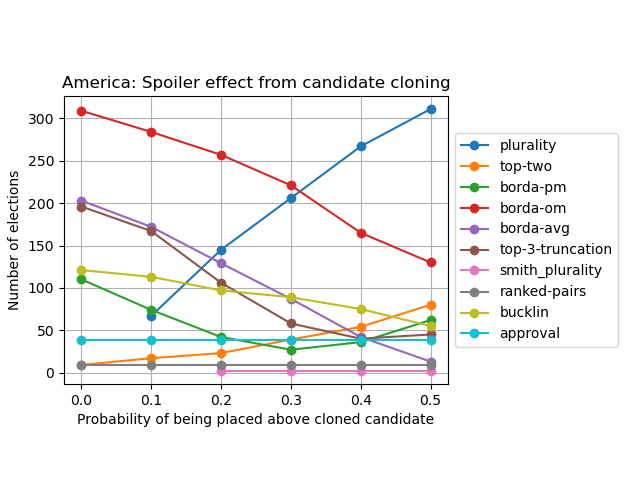 America: Spoiler effect from candidate cloning
Number of elections
300
250
200
150
100
50
0
0.0 0.1 0.2 0.3 0.4 0.5
Probability of being placed above cloned candidate
plurality
top-two
borda-pm
borda-om
borda-avg
top-3-truncation
smith_plurality
ranked-pairs
bucklin
approval